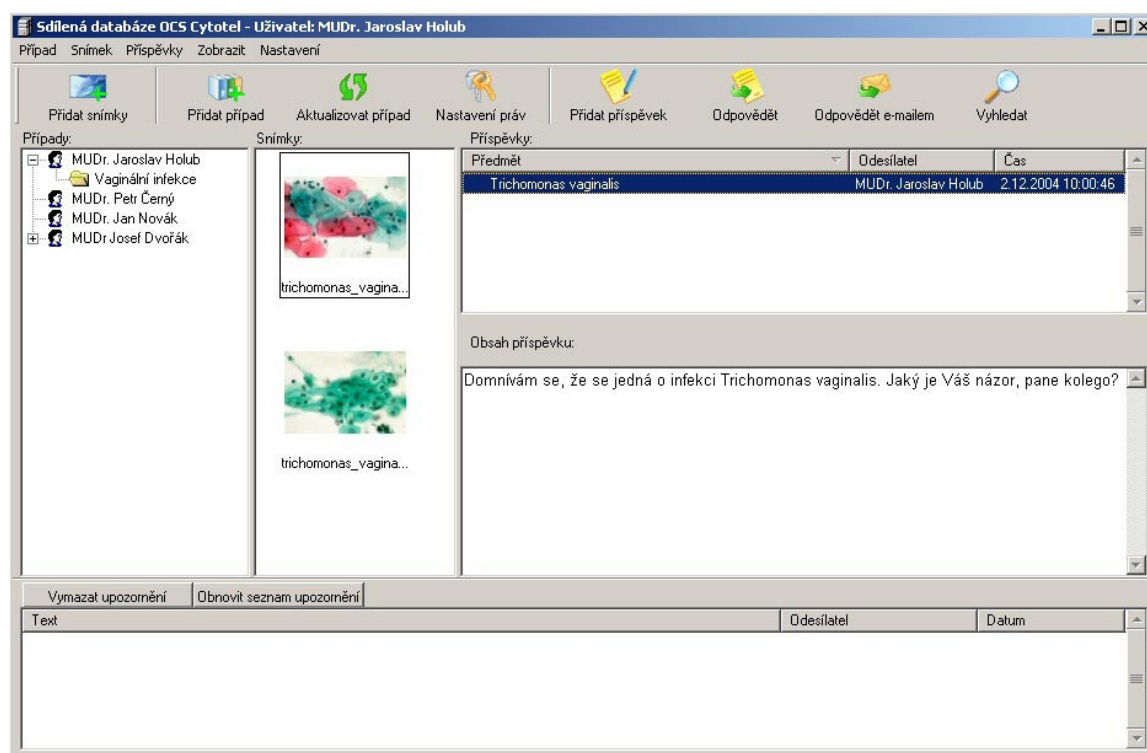 Sdílená databáze OCS Cytotel - Uživatel: MUDr. Jaroslav Holub
Případ Snímek Příspěvky Zobrazit Nastavení
Přidat snímky Přidat případ Aktualizovat případ Nastavení práv Přidat příspěvek Odpovědět Odpovědět e-mailem Vyhledat
Případy: Snímky: Příspěvky:
MUDr. Jaroslav Holub
Vaginální infekce
MUDr. Petr Černý
MUDr. Jan Novák
MUDr Josef Dvořák
trichomonas_vagina...
trichomonas_vagina...
Předmět Odesílatel Čas
Trichomonas vaginalis MUDr. Jaroslav Holub 2.12.2004 10:00:46
Obsah příspěvku:
Domnívám se, že se jedná o infekci Trichomonas vaginalis. Jaký je Váš názor, pane kolego?
Vymazat upozornění Obnovit seznam upozornění
Text Odesílatel Datum